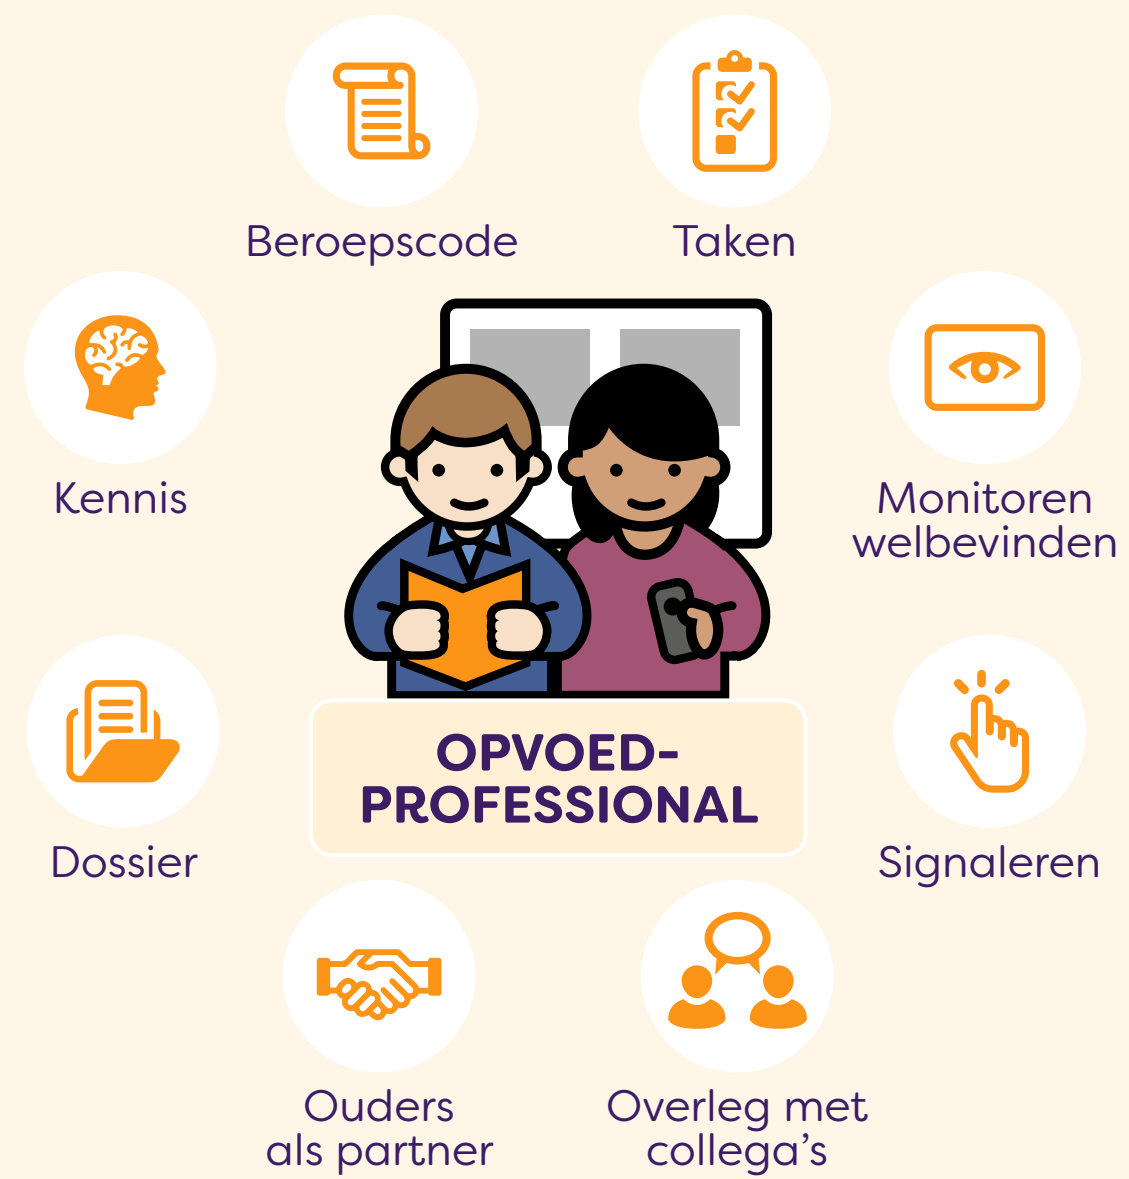 Beroepscode
Taken
Kennis
Monitoren
welbevinden
OPVOED-
PROFESSIONAL
Dossier
Signaleren
Ouders
als partner
Overleg met
collega's